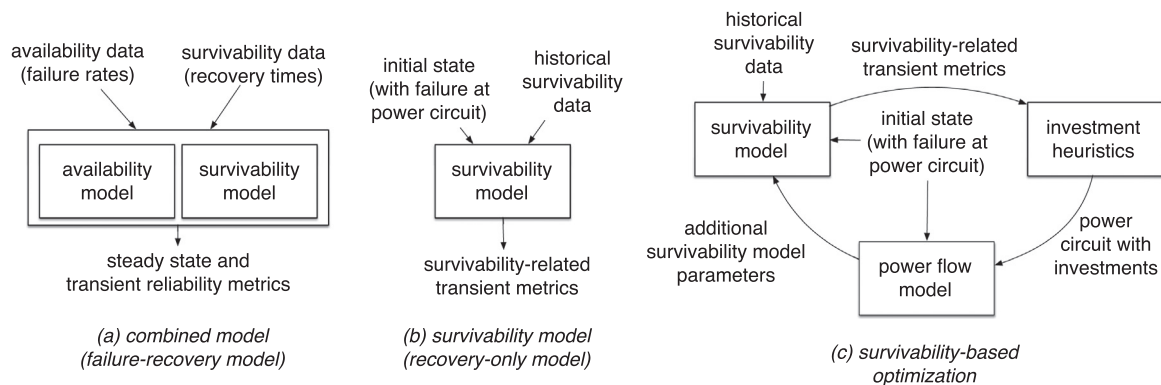 availability data
(failure rates)
survivability data
(recovery times)
availability
model
survivability
model
steady state and
transient reliability metrics
(a) combined model
(failure-recovery model)
initial state
(with failure at
power circuit)
historical
survivability
data
survivability
model
survivability-related
transient metrics
(b) survivability model
(recovery-only model)
historical
survivability
data
survivability-related
transient metrics
survivability
model
initial state
(with failure at
power circuit)
investment
heuristics
additional
survivability model
parameters
power flow
model
power
circuit with
investments
(c) survivability-based
optimization